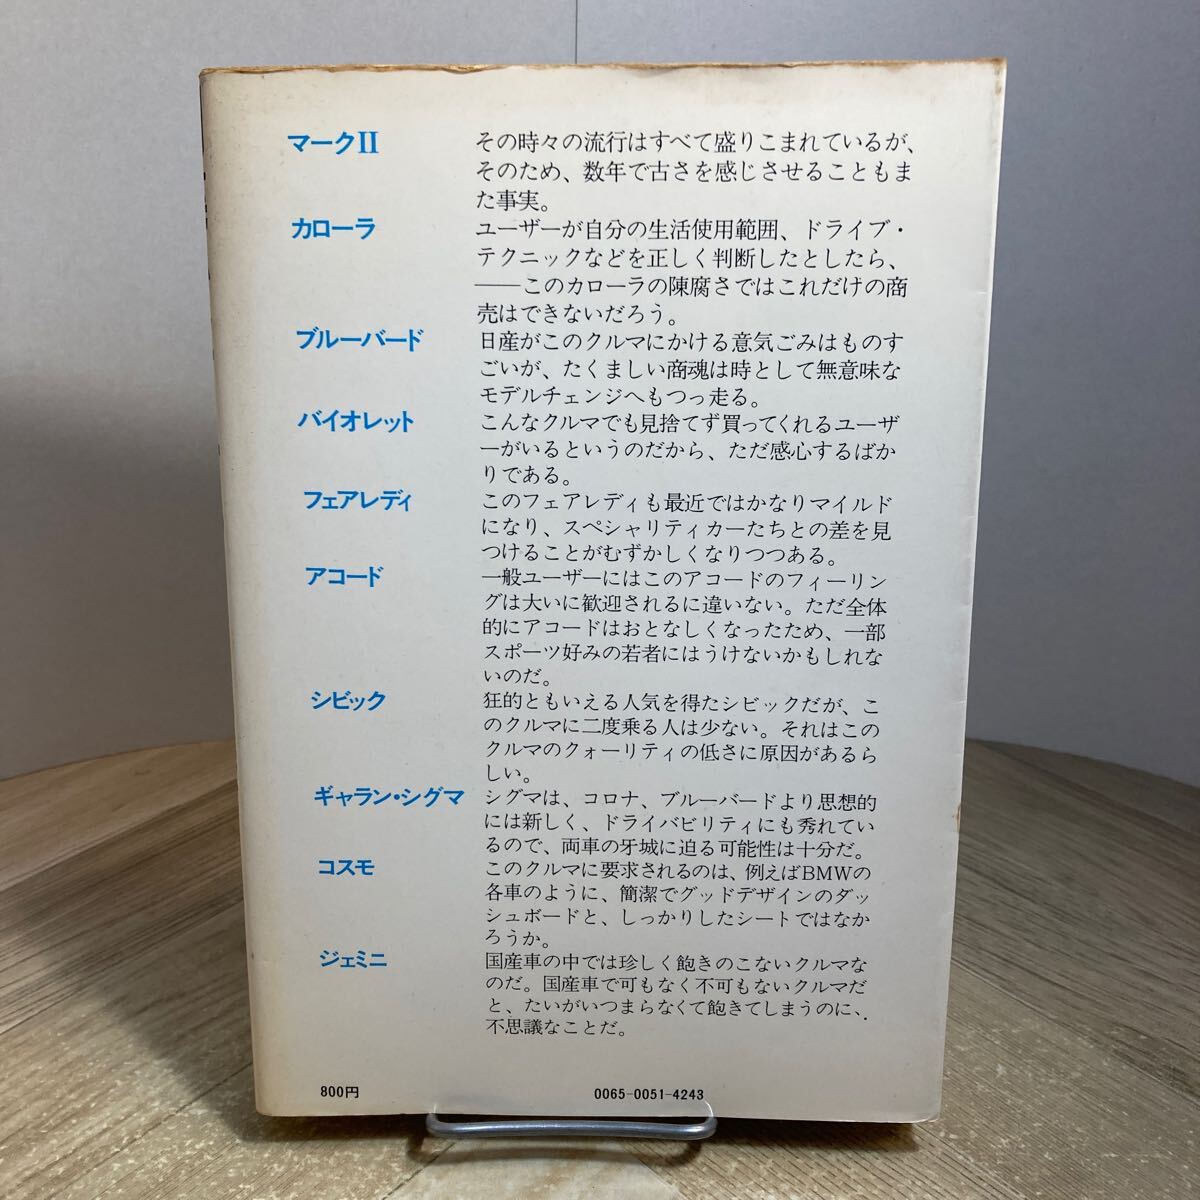 マークII
その時々の流行はすべて盛りこまれているが、
そのため、数年で古さを感じさせることもま
た事実。
カローラ
ユーザーが自分の生活使用範囲、ドライブ・
テクニックなどを正しく判断したとしたら、
──このカローラの陳腐さではこれだけの商
売はできないだろう。
ブルーバード
日産がこのクルマにかける意気ごみはものす
ごいが、たくましい商魂は時として無意味な
モデルチェンジへもつっ走る。
バイオレット
こんなクルマでも見捨てず買ってくれるユーザ
ーがいるというのだから、ただ感心するばか
りである。
フェアレディ
このフェアレディも最近ではかなりマイルド
になり、スペシャリティカーたちとの差を見
つけることがむずかしくなりつつある。
アコード
一般ユーザーにはこのアコードのフィーリン
グは大いに歓迎されるに違いない。ただ全体
的にアコードはおとなしくなったため、一部
スポーツ好みの若者にはうけないかもしれな
いのだ。
シビック
狂的ともいえる人気を得たシビックだが、こ
のクルマに二度乗る人は少ない。それはこの
クルマのクォーリティの低さに原因があるら
しい。
ギャラン・シグマ
シグマは、コロナ、ブルーバードより思想的
には新しく、ドライバビリティにも秀れてい
るので、両車の牙城に迫る可能性は十分だ。
コスモ
このクルマに要求されるのは、例えばBMWの
各車のように、簡潔でグッドデザインのダッ
シュボードと、しっかりしたシートではなか
ろうか。
ジェミニ
国産車の中では珍しく飽きのこないクルマな
のだ。国産車で可もなく不可もないクルマだ
と、たいがいつまらなくて飽きてしまうのに、
不思議なことだ。
800円
0065-0051-4243